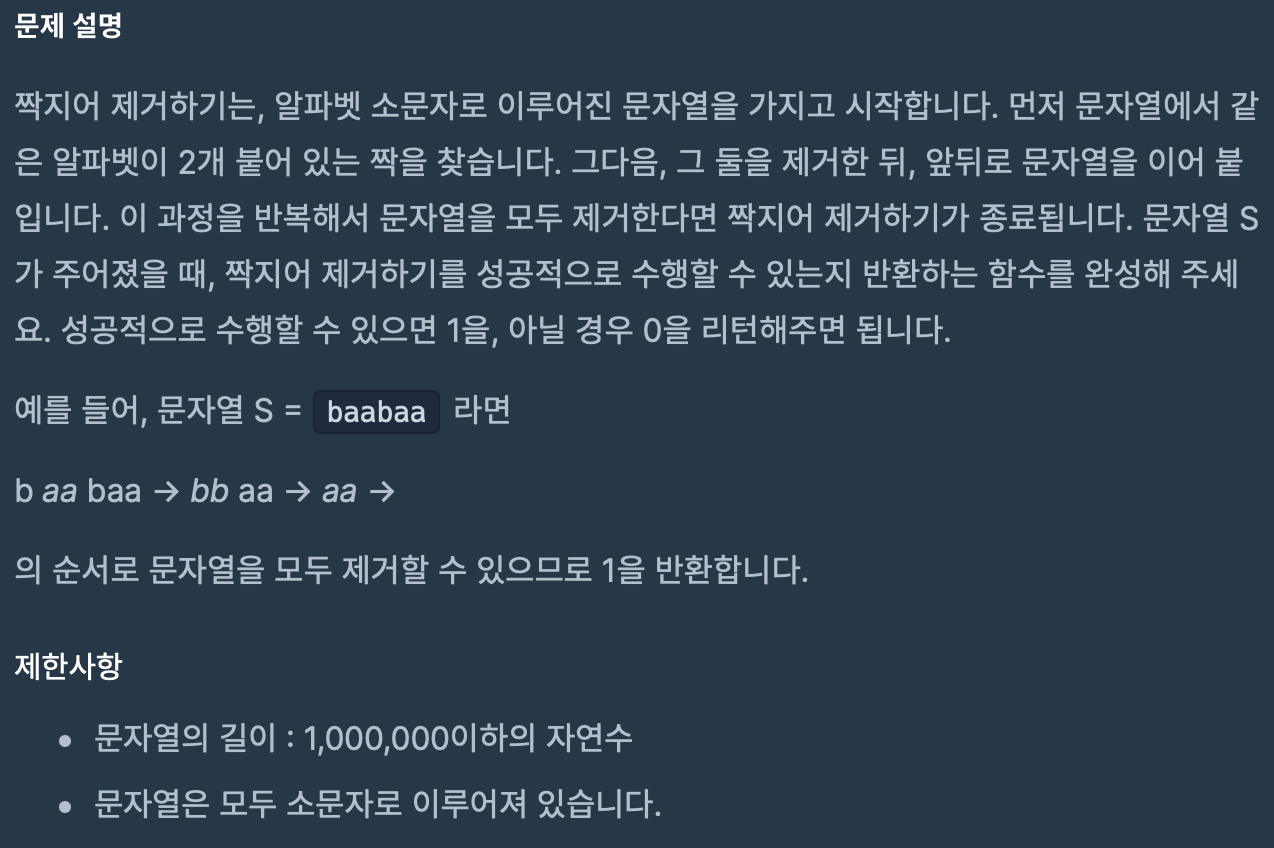 문제 설명
짝지어 제거하기는, 알파벳 소문자로 이루어진 문자열을 가지고 시작합니다. 먼저 문자열에서 같
은 알파벳이 2개 붙어 있는 짝을 찾습니다. 그다음, 그 둘을 제거한 뒤, 앞뒤로 문자열을 이어 붙
입니다. 이 과정을 반복해서 문자열을 모두 제거한다면 짝지어 제거하기가 종료됩니다. 문자열 S
가 주어졌을 때, 짝지어 제거하기를 성공적으로 수행할 수 있는지 반환하는 함수를 완성해 주세
요. 성공적으로 수행할 수 있으면 1을, 아닐 경우 0을 리턴해주면 됩니다.
예를 들어, 문자열 S = baabaa 라면
b aa baa → bb aa → aa →
의 순서로 문자열을 모두 제거할 수 있으므로 1을 반환합니다.
제한사항
• 문자열의 길이 : 1,000,000이하의 자연수
• 문자열은 모두 소문자로 이루어져 있습니다.